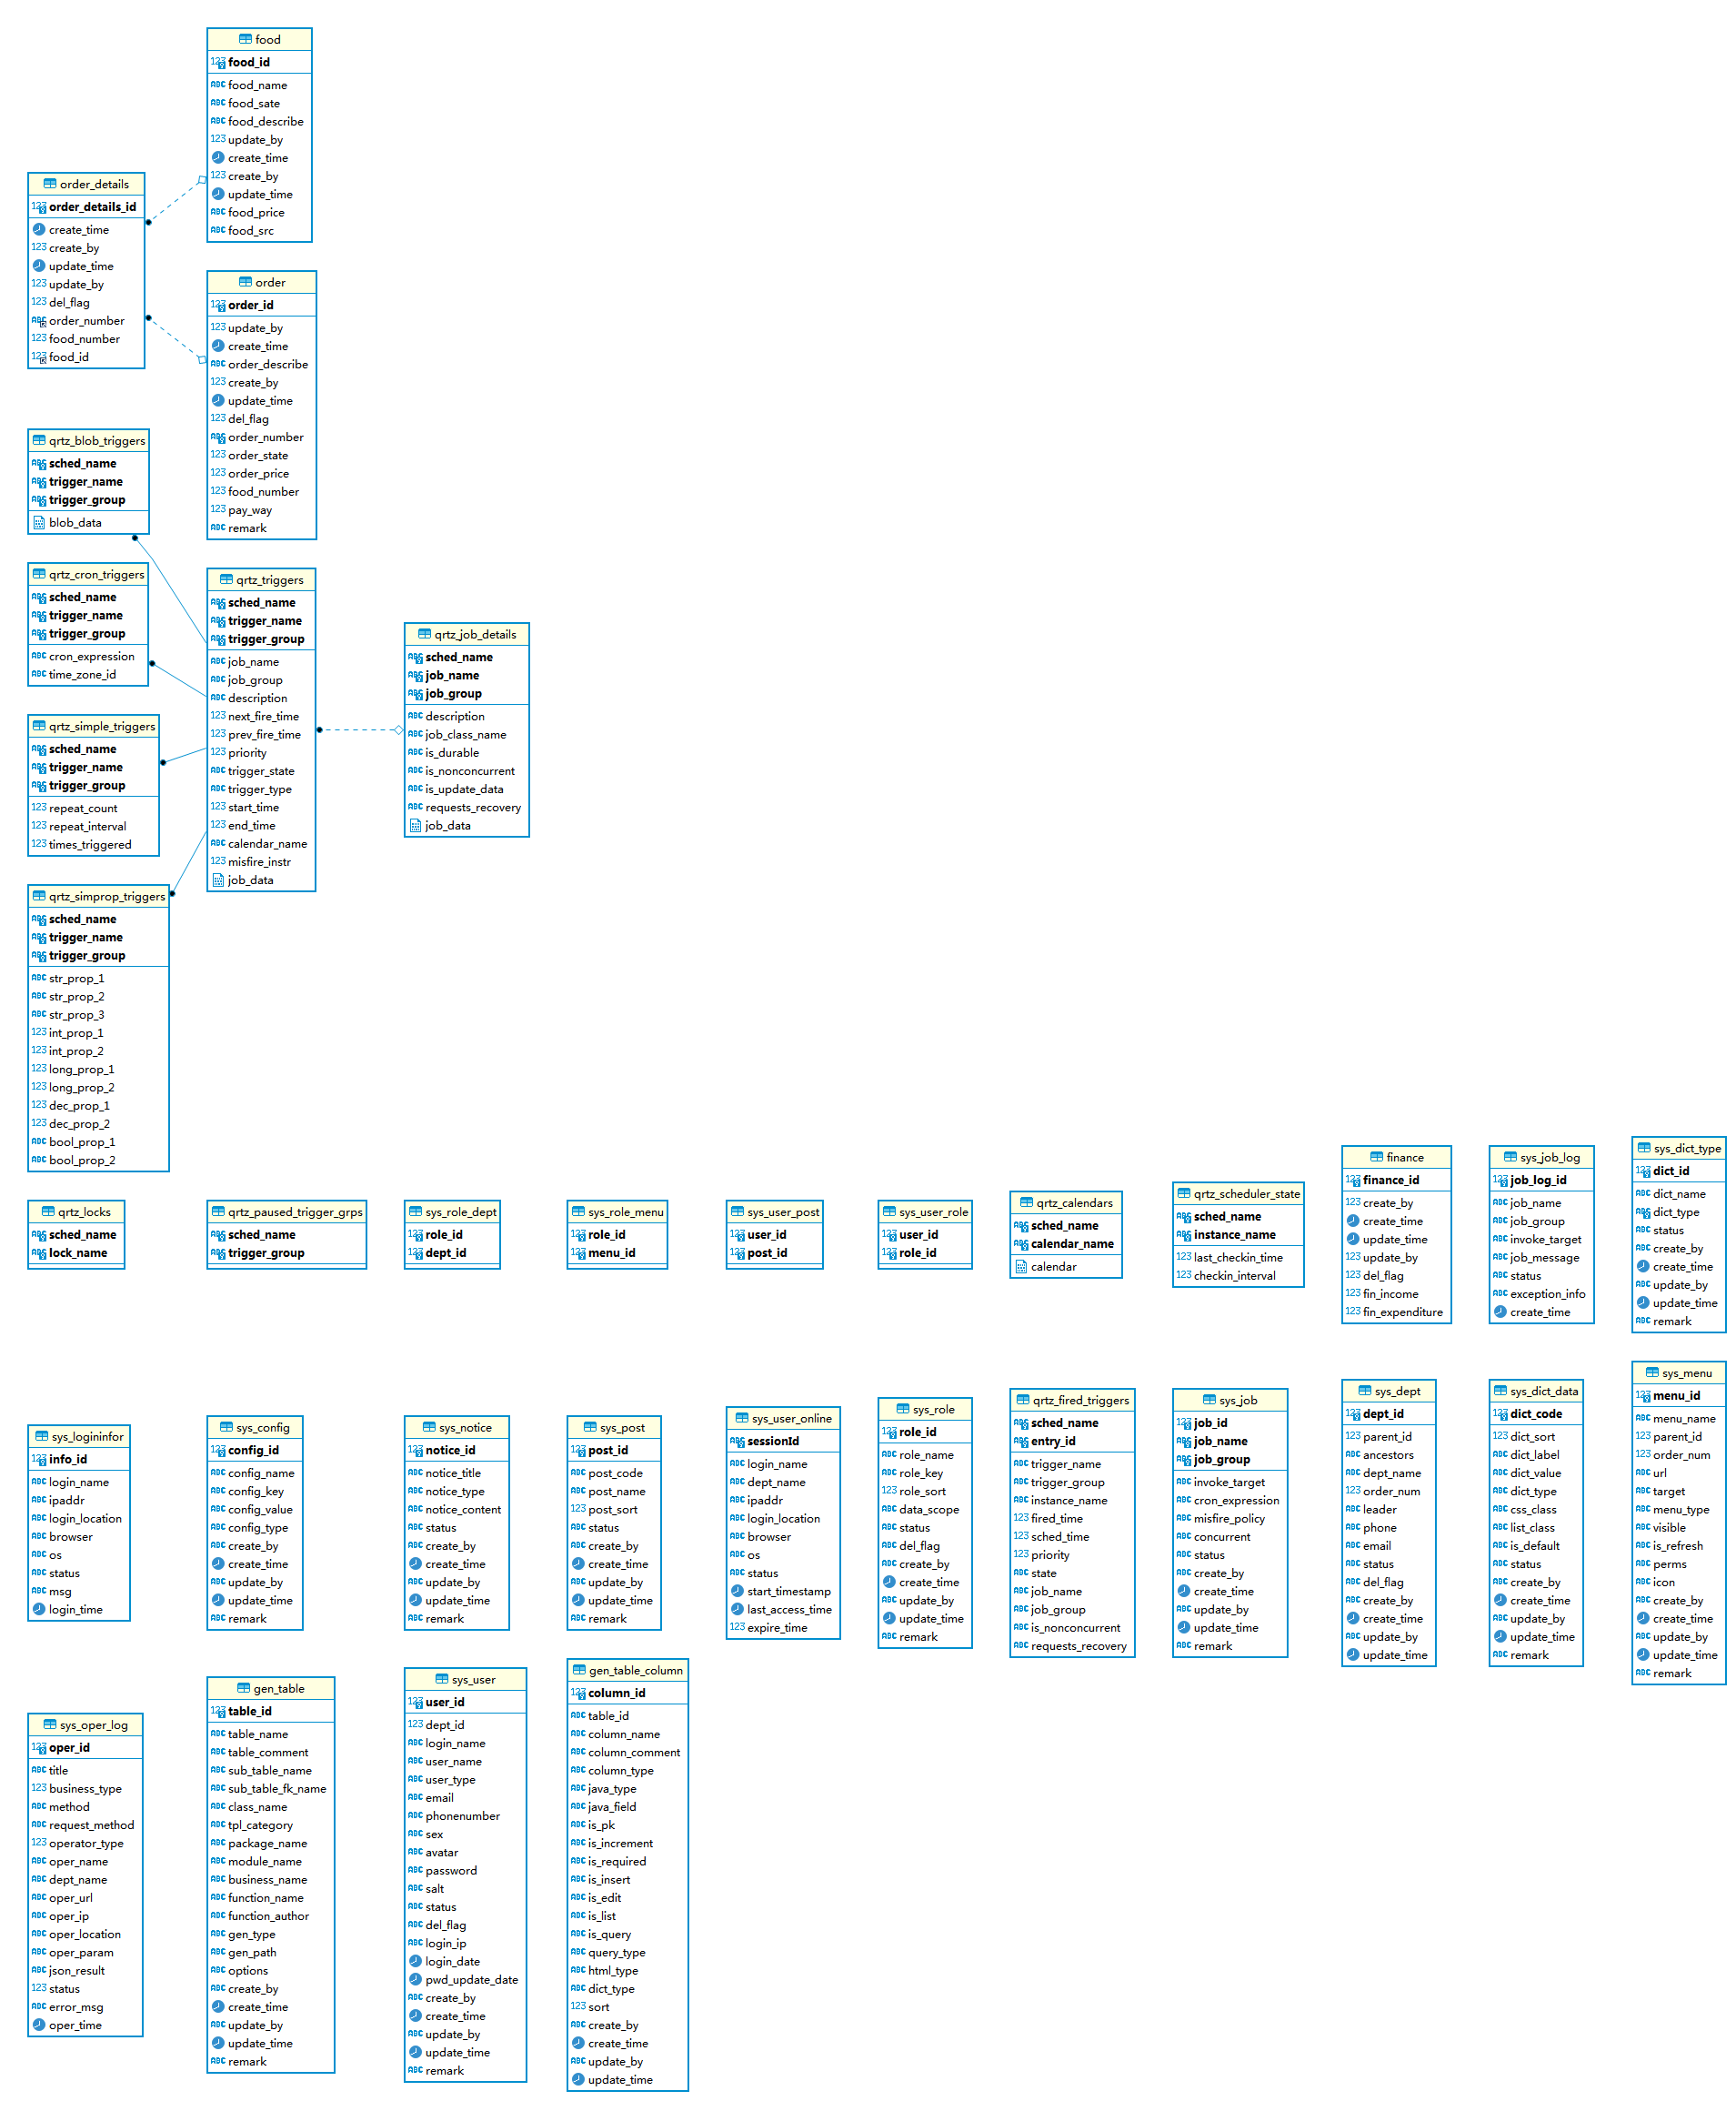 food
food_id
food_name
food_sate
food_describe
update_by
create_time
create_by
update_time
food_price
food_src
order_details
order_details_id
create_time
create_by
update_time
update_by
del_flag
order_number
food_number
food_id
order
order_id
update_by
create_time
order_describe
create_by
update_time
del_flag
order_number
order_state
order_price
food_number
pay_way
remark
qrtz_blob_triggers
sched_name
trigger_name
trigger_group
blob_data
qrtz_cron_triggers
sched_name
trigger_name
trigger_group
cron_expression
time_zone_id
qrtz_triggers
sched_name
trigger_name
trigger_group
job_name
job_group
description
next_fire_time
prev_fire_time
priority
trigger_state
trigger_type
start_time
end_time
calendar_name
misfire_instr
job_data
qrtz_job_details
sched_name
job_name
job_group
description
job_class_name
is_durable
is_nonconcurrent
is_update_data
requests_recovery
job_data
qrtz_simple_triggers
sched_name
trigger_name
trigger_group
repeat_count
repeat_interval
times_triggered
qrtz_simprop_triggers
sched_name
trigger_name
trigger_group
str_prop_1
str_prop_2
str_prop_3
int_prop_1
int_prop_2
long_prop_1
long_prop_2
dec_prop_1
dec_prop_2
bool_prop_1
bool_prop_2
qrtz_locks
sched_name
lock_name
qrtz_paused_trigger_grps
sched_name
trigger_group
sys_role_dept
role_id
dept_id
sys_role_menu
role_id
menu_id
sys_user_post
user_id
post_id
sys_user_role
user_id
role_id
qrtz_calendars
sched_name
calendar_name
calendar
qrtz_scheduler_state
sched_name
instance_name
last_checkin_time
checkin_interval
finance
finance_id
create_by
create_time
update_time
update_by
del_flag
fin_income
fin_expenditure
sys_job_log
job_log_id
job_name
job_group
invoke_target
job_message
status
exception_info
create_time
sys_dict_type
dict_id
dict_name
dict_type
status
create_by
create_time
update_by
update_time
remark
sys_logininfor
info_id
login_name
ipaddr
login_location
browser
os
status
msg
login_time
sys_config
config_id
config_name
config_key
config_value
config_type
create_by
create_time
update_by
update_time
remark
sys_notice
notice_id
notice_title
notice_type
notice_content
status
create_by
create_time
update_by
update_time
remark
sys_post
post_id
post_code
post_name
post_sort
status
create_by
create_time
update_by
update_time
remark
sys_user_online
sessionId
login_name
dept_name
ipaddr
login_location
browser
os
status
start_timestamp
last_access_time
expire_time
sys_role
role_id
role_name
role_key
role_sort
data_scope
status
del_flag
create_by
create_time
update_by
update_time
remark
qrtz_fired_triggers
sched_name
entry_id
trigger_name
trigger_group
instance_name
fired_time
sched_time
priority
state
job_name
job_group
is_nonconcurrent
requests_recovery
sys_job
job_id
job_name
job_group
invoke_target
cron_expression
misfire_policy
concurrent
status
create_by
create_time
update_by
update_time
remark
sys_dept
dept_id
parent_id
ancestors
dept_name
order_num
leader
phone
email
status
del_flag
create_by
create_time
update_by
update_time
sys_dict_data
dict_code
dict_sort
dict_label
dict_value
dict_type
css_class
list_class
is_default
status
create_by
create_time
update_by
update_time
remark
sys_menu
menu_id
menu_name
parent_id
order_num
url
target
menu_type
visible
is_refresh
perms
icon
create_by
create_time
update_by
update_time
remark
sys_oper_log
oper_id
title
business_type
method
request_method
operator_type
oper_name
dept_name
oper_url
oper_ip
oper_location
oper_param
json_result
status
error_msg
oper_time
gen_table
table_id
table_name
table_comment
sub_table_name
sub_table_fk_name
class_name
tpl_category
package_name
module_name
business_name
function_name
function_author
gen_type
gen_path
options
create_by
create_time
update_by
update_time
remark
sys_user
user_id
dept_id
login_name
user_name
user_type
email
phonenumber
sex
avatar
password
salt
status
del_flag
login_ip
login_date
pwd_update_date
create_by
create_time
update_by
update_time
remark
gen_table_column
column_id
table_id
column_name
column_comment
column_type
java_type
java_field
is_pk
is_increment
is_required
is_insert
is_edit
is_list
is_query
query_type
html_type
dict_type
sort
create_by
create_time
update_by
update_time